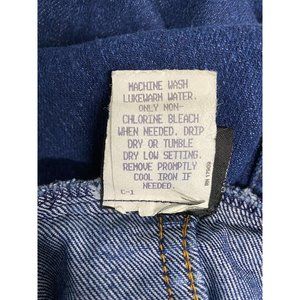 MACHINE WASH
LUKEWARM WATER.
ONLY NON-
CHLORINE BLEACH
WHEN NEEDED. DRIP
DRY OR TUMBLE
DRY LOW SETTING.
REMOVE PROMPTLY
COOL IRON IF
NEEDED.
C-1